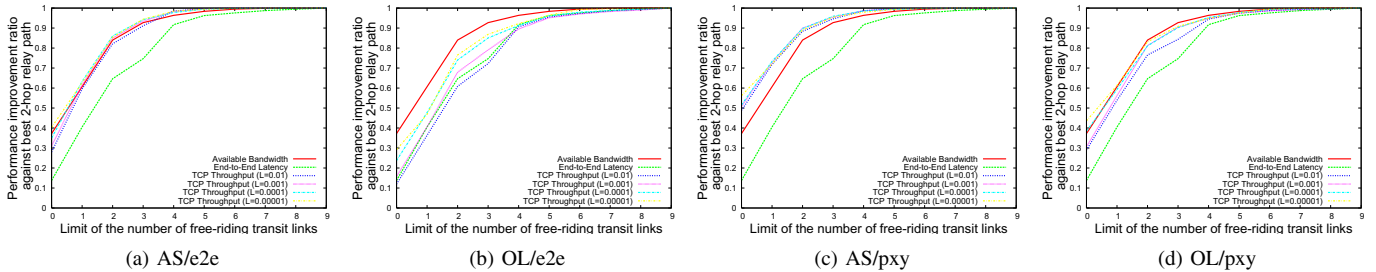 Performance improvement ratio
against best 2-hop relay path
1
0.9
0.8
0.7
0.6
0.5
0.4
0.3
0.2
0.1
0
Available Bandwidth
End-to-End Latency
TCP Throughput (L=0.01)
TCP Throughput (L=0.001)
TCP Throughput (L=0.0001)
TCP Throughput (L=0.00001)
0 1 2 3 4 5 6 7 8 9
Limit of the number of free-riding transit links
(a) AS/e2e
Performance improvement ratio
against best 2-hop relay path
1
0.9
0.8
0.7
0.6
0.5
0.4
0.3
0.2
0.1
0
Available Bandwidth
End-to-End Latency
TCP Throughput (L=0.01)
TCP Throughput (L=0.001)
TCP Throughput (L=0.0001)
TCP Throughput (L=0.00001)
0 1 2 3 4 5 6 7 8 9
Limit of the number of free-riding transit links
(b) OL/e2e
Performance improvement ratio
against best 2-hop relay path
1
0.9
0.8
0.7
0.6
0.5
0.4
0.3
0.2
0.1
0
Available Bandwidth
End-to-End Latency
TCP Throughput (L=0.01)
TCP Throughput (L=0.001)
TCP Throughput (L=0.0001)
TCP Throughput (L=0.00001)
0 1 2 3 4 5 6 7 8 9
Limit of the number of free-riding transit links
(c) AS/pxy
Performance improvement ratio
against best 2-hop relay path
1
0.9
0.8
0.7
0.6
0.5
0.4
0.3
0.2
0.1
0
Available Bandwidth
End-to-End Latency
TCP Throughput (L=0.01)
TCP Throughput (L=0.001)
TCP Throughput (L=0.0001)
TCP Throughput (L=0.00001)
0 1 2 3 4 5 6 7 8 9
Limit of the number of free-riding transit links
(d) OL/pxy